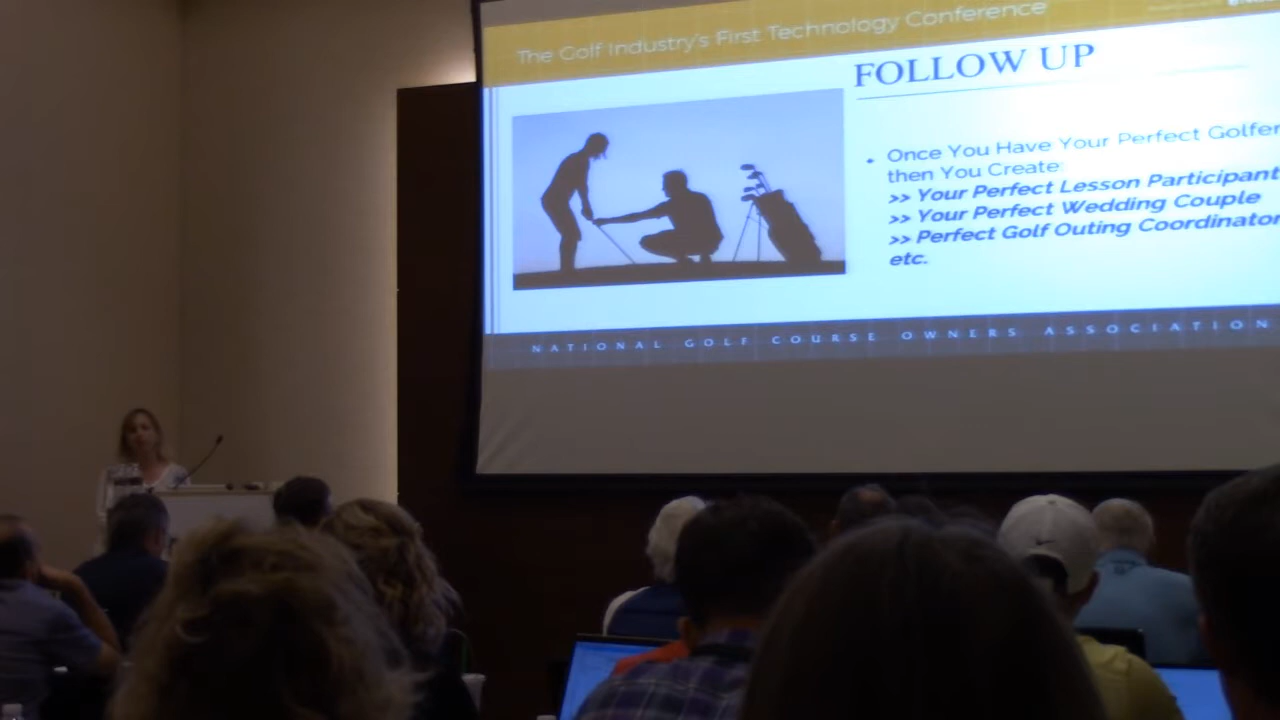 The Golf Industry's First Technology Conference
FOLLOW UP
• Once You Have Your Perfect Golfer
then You Create:
>> Your Perfect Lesson Participant
>> Your Perfect Wedding Couple
>> Perfect Golf Outing Coordinator
etc.
NATIONAL GOLF COURSE OWNERS ASSOCIATION